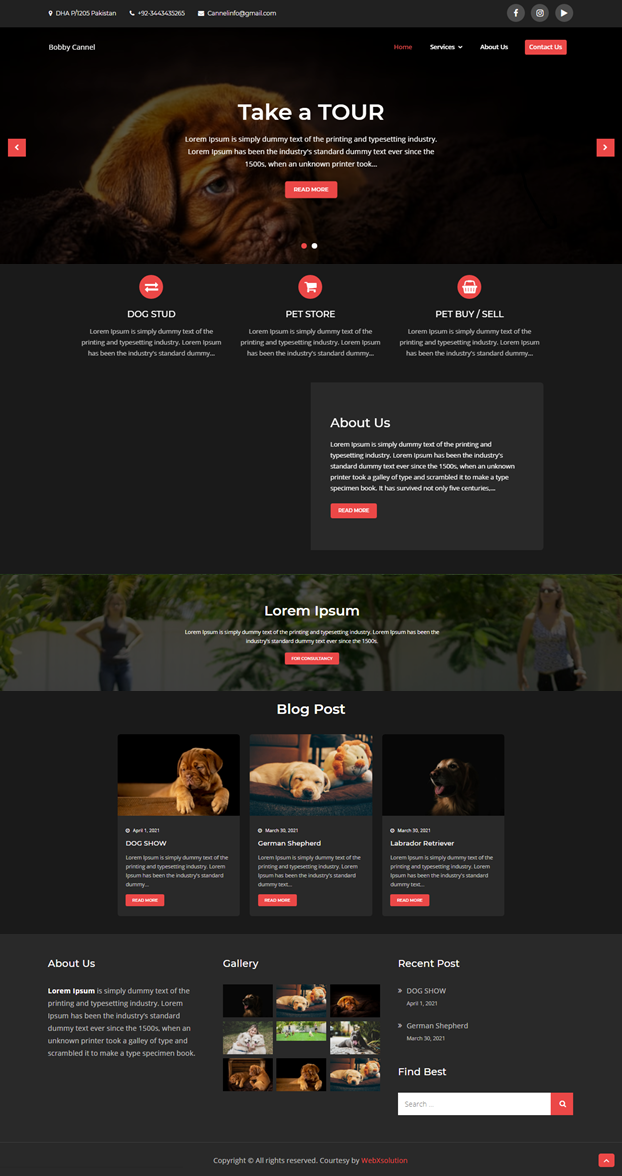 DHA P/1205 Pakistan +92-3443435265 Cannelinfo@gmail.com
Bobby Cannel Home Services About Us Contact Us
Take a TOUR
Lorem Ipsum is simply dummy text of the printing and typesetting industry.
Lorem Ipsum has been the industry's standard dummy text ever since the
1500s, when an unknown printer took...
READ MORE
DOG STUD
Lorem Ipsum is simply dummy text of the
printing and typesetting industry. Lorem Ipsum
has been the industry's standard dummy...
PET STORE
Lorem Ipsum is simply dummy text of the
printing and typesetting industry. Lorem Ipsum
has been the industry's standard dummy...
PET BUY / SELL
Lorem Ipsum is simply dummy text of the
printing and typesetting industry. Lorem Ipsum
has been the industry's standard dummy...
About Us
Lorem Ipsum is simply dummy text of the printing and
typesetting industry. Lorem Ipsum has been the industry's
standard dummy text ever since the 1500s, when an unknown
printer took a galley of type and scrambled it to make a type
specimen book. It has survived not only five centuries,...
READ MORE
Lorem Ipsum
Lorem Ipsum is simply dummy text of the printing and typesetting industry. Lorem Ipsum has been the
industry's standard dummy text ever since the 1500s.
FOR CONSULTANCY
Blog Post
April 1, 2021
DOG SHOW
Lorem Ipsum is simply dummy text of the
printing and typesetting industry. Lorem
Ipsum has been the industry's standard
dummy...
READ MORE
March 30, 2021
German Shepherd
Lorem Ipsum is simply dummy text of the
printing and typesetting industry. Lorem
Ipsum has been the industry's standard
dummy text...
READ MORE
March 30, 2021
Labrador Retriever
Lorem Ipsum is simply dummy text of the
printing and typesetting industry. Lorem
Ipsum has been the industry's standard
dummy text...
READ MORE
About Us
Lorem Ipsum is simply dummy text of the
printing and typesetting industry. Lorem
Ipsum has been the industry's standard
dummy text ever since the 1500s, when an
unknown printer took a galley of type and
scrambled it to make a type specimen book.
Gallery
Recent Post
DOG SHOW
April 1, 2021
German Shepherd
March 30, 2021
Find Best
Search ...
Copyright © All rights reserved. Courtesy by WebXsolution